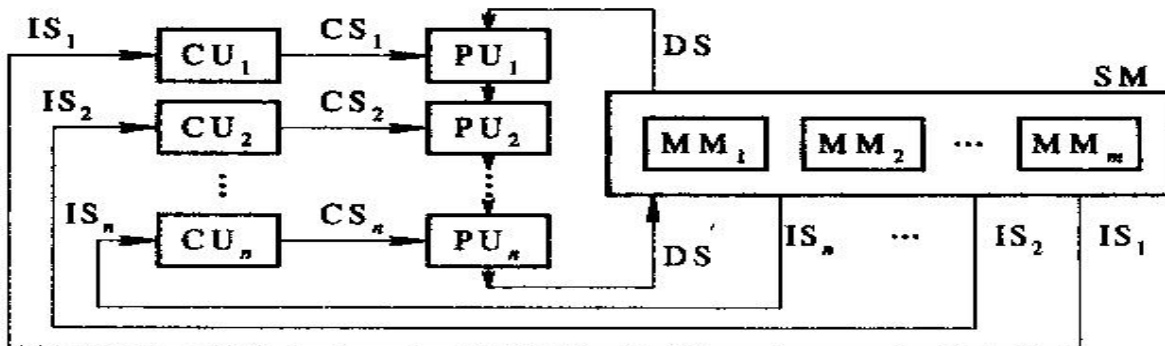 IS₁ CS₁ DS
CU₁ PU₁
SM
IS₂ CS₂
CU₂ PU₂ MM₁ MM₂ ··· MMₘ
⋮
ISₙ CSₙ
CUₙ PUₙ DS ISₙ ··· IS₂ IS₁